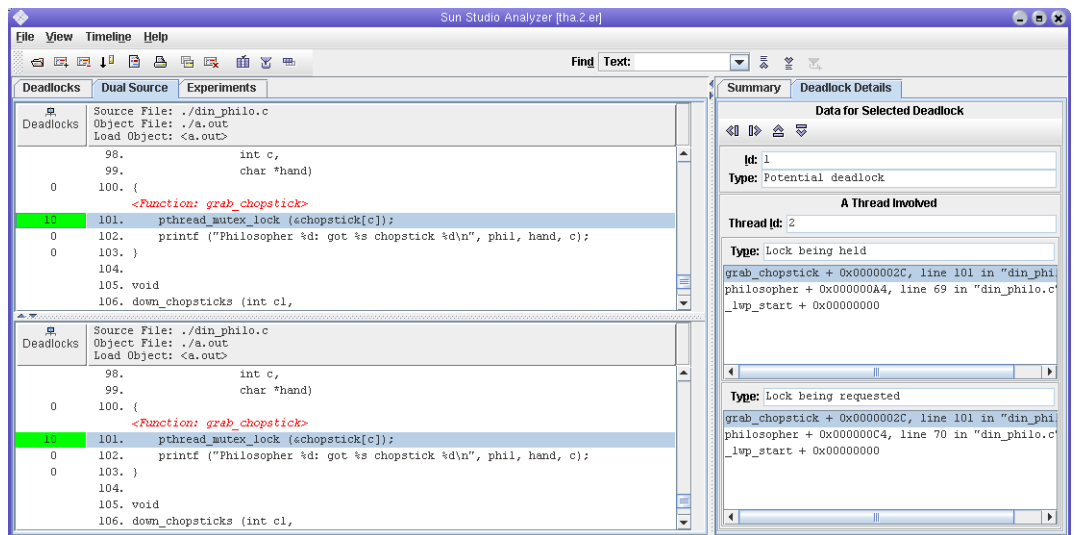 Sun Studio Analyzer [tha.2.er]
File View Timeline Help
Find Text:
Deadlocks Dual Source Experiments
Deadlocks
Source File: ./din_philo.c
Object File: ./a.out
Load Object: <a.out>
98. int c,
99. char *hand)
0 100. {
<Function: grab_chopstick>
10 101. pthread_mutex_lock (&chopstick[c]);
0 102. printf ("Philosopher %d: got %s chopstick %d\n", phil, hand, c);
0 103. }
104.
105. void
106. down_chopsticks (int c1,
Deadlocks
Source File: ./din_philo.c
Object File: ./a.out
Load Object: <a.out>
98. int c,
99. char *hand)
0 100. {
<Function: grab_chopstick>
10 101. pthread_mutex_lock (&chopstick[c]);
0 102. printf ("Philosopher %d: got %s chopstick %d\n", phil, hand, c);
0 103. }
104.
105. void
106. down_chopsticks (int c1,
Summary Deadlock Details
Data for Selected Deadlock
Id: 1
Type: Potential deadlock
A Thread Involved
Thread Id: 2
Type: Lock being held
grab_chopstick + 0x0000002C, line 101 in "din_phi
philosopher + 0x000000A4, line 69 in "din_philo.c"
_lwp_start + 0x00000000
Type: Lock being requested
grab_chopstick + 0x0000002C, line 101 in "din_phi
philosopher + 0x000000C4, line 70 in "din_philo.c"
_lwp_start + 0x00000000